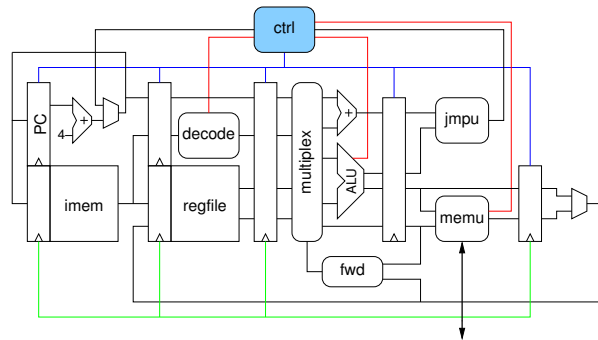 ctrl
PC
+
4
decode
multiplex
+
ALU
jmpu
imem
regfile
memu
fwd